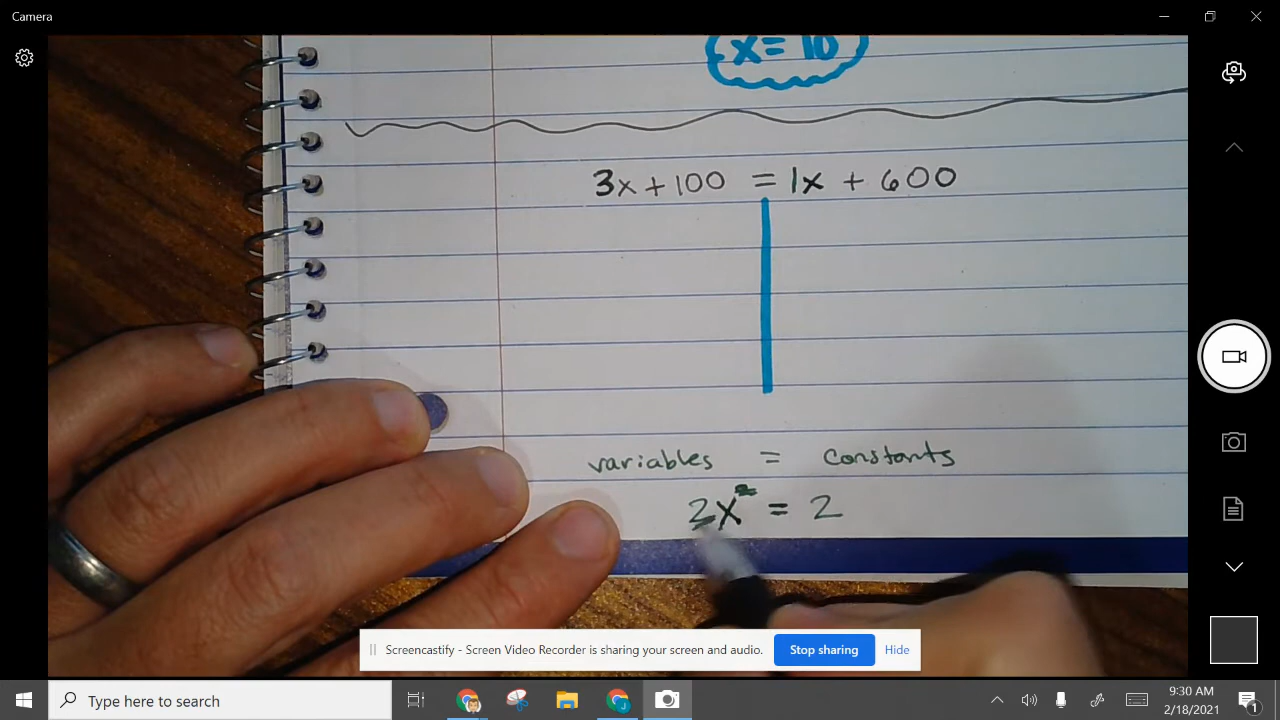 Camera
x = 10
3x + 100 = 1x + 600
variables = constants
2x = 2
Screencastify - Screen Video Recorder is sharing your screen and audio.
Stop sharing
Hide
Type here to search
9:30 AM
2/18/2021
1